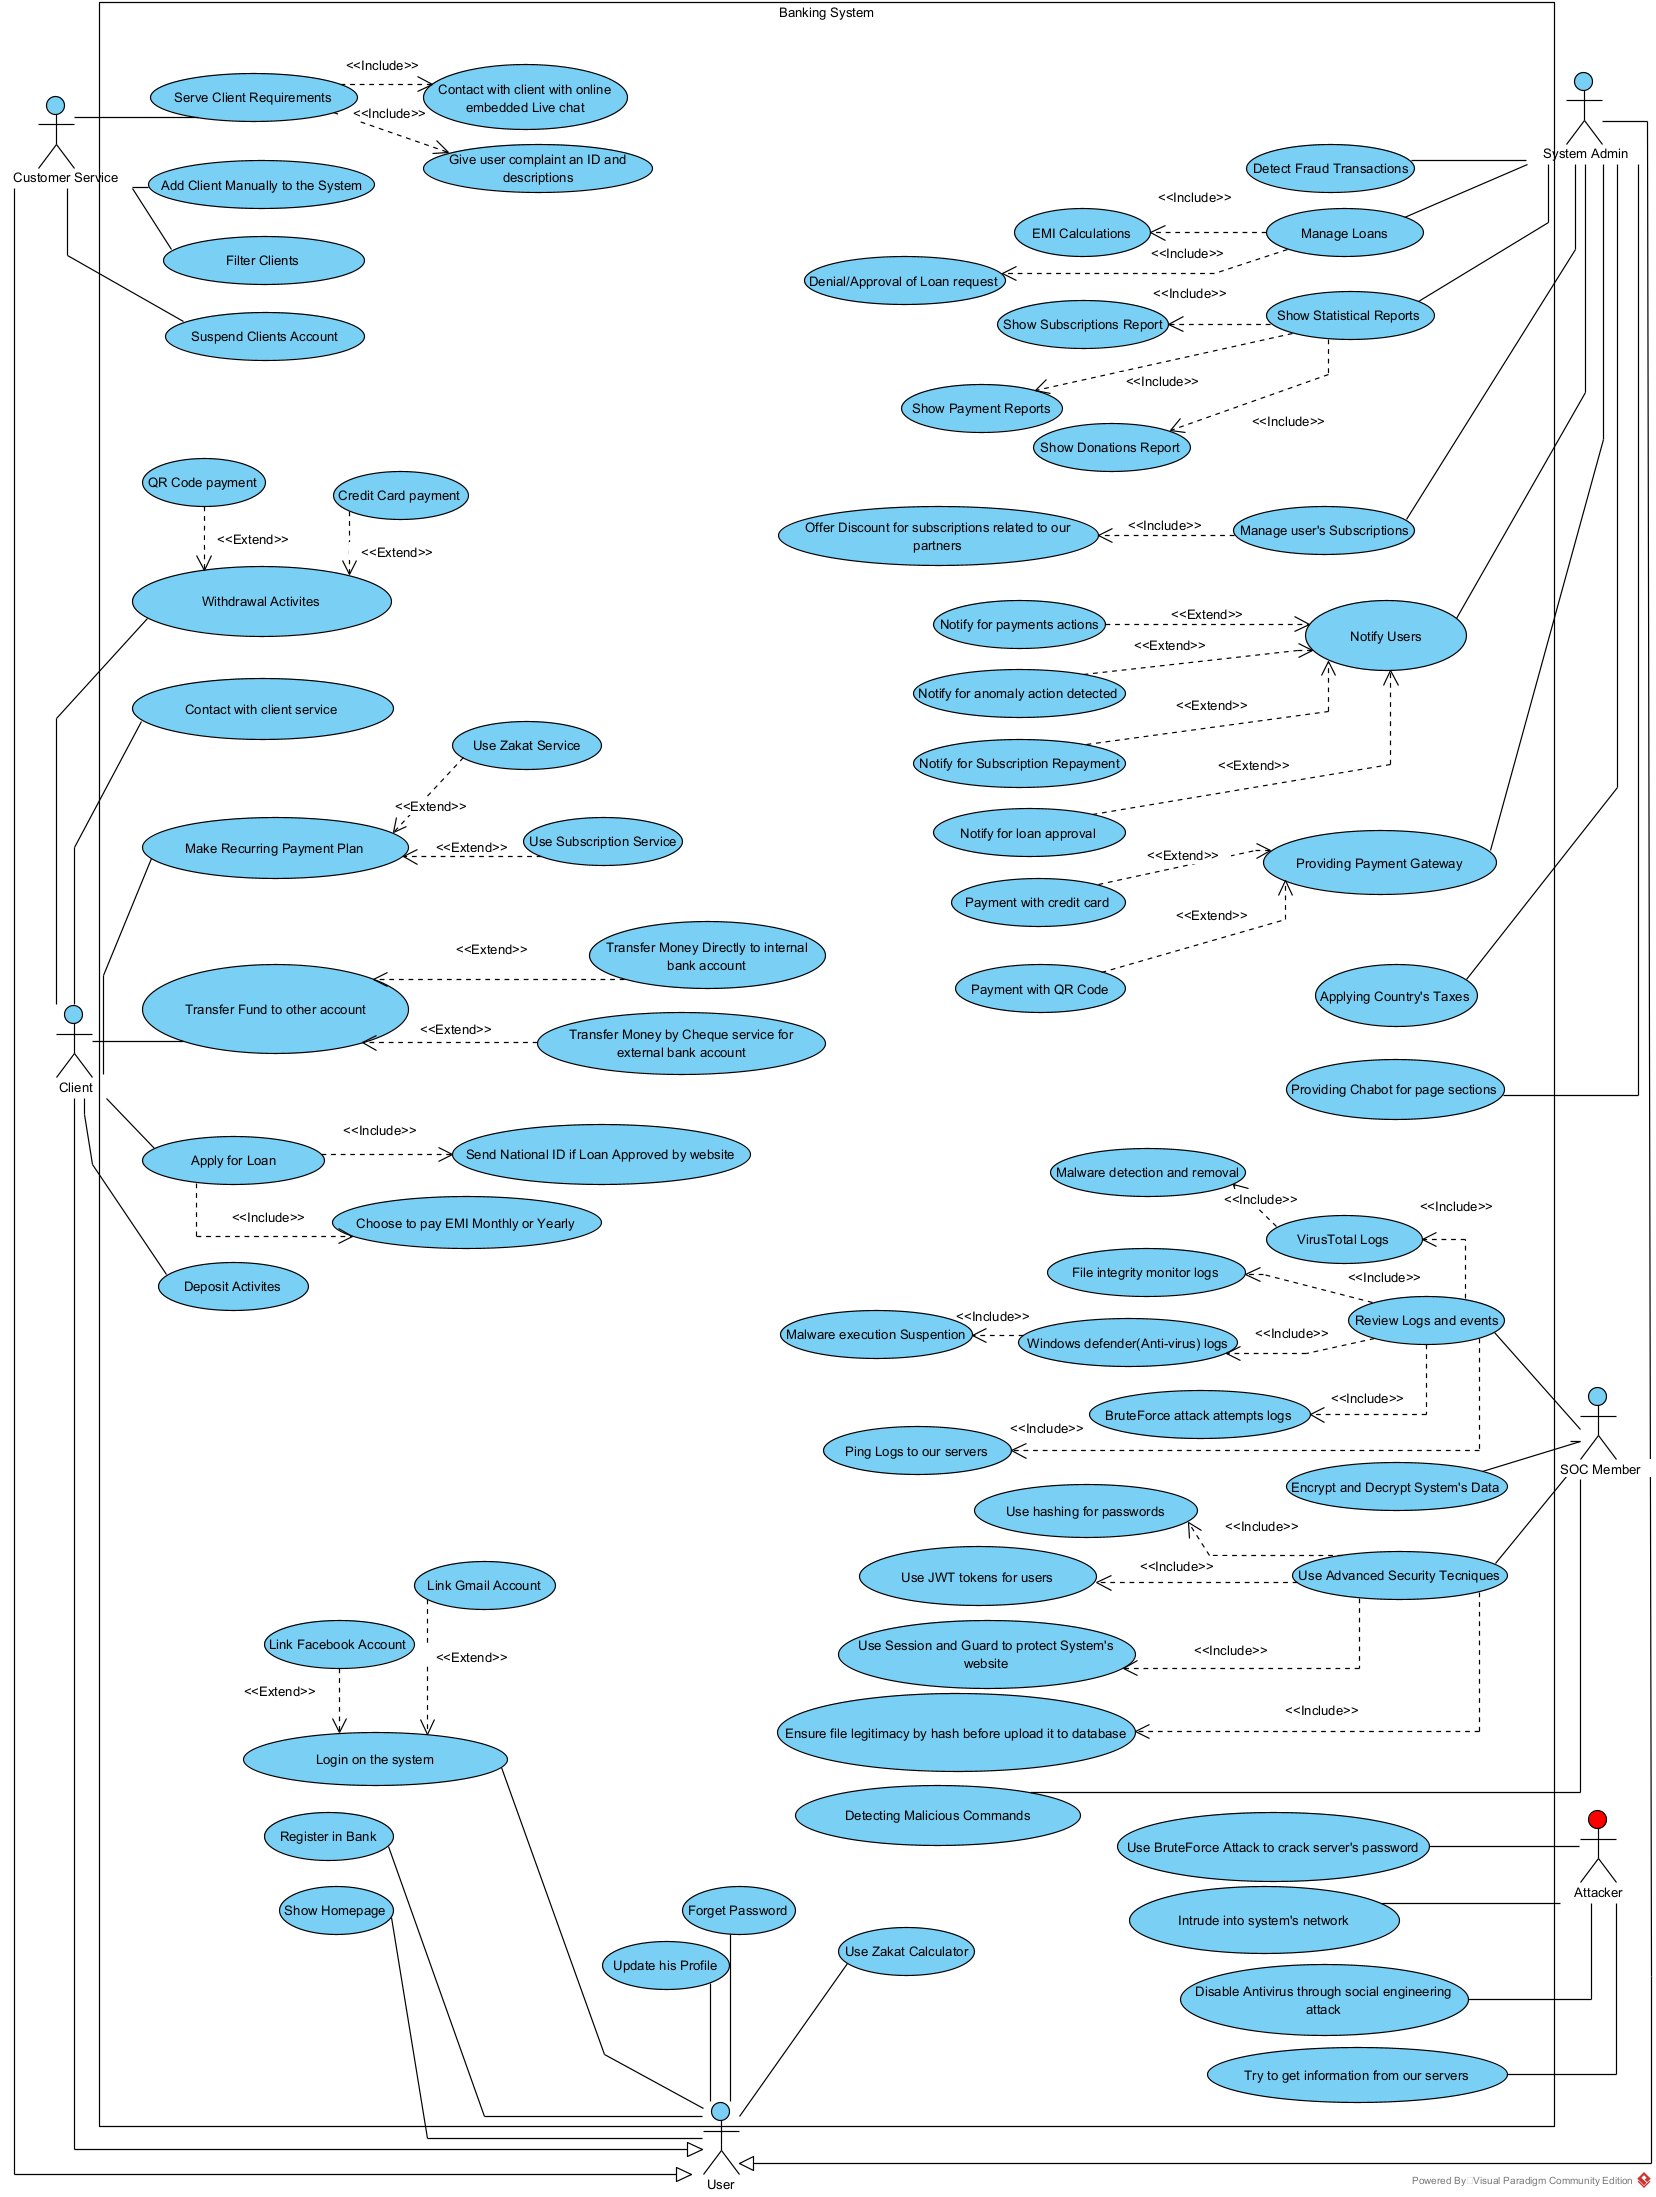 Banking System
Customer Service
Serve Client Requirements
<<Include>>
Contact with client with online
embedded Live chat
<<Include>>
Give user complaint an ID and
descriptions
Add Client Manually to the System
Filter Clients
Suspend Clients Account
System Admin
Detect Fraud Transactions
<<Include>>
EMI Calculations
Manage Loans
<<Include>>
Denial/Approval of Loan request
<<Include>>
Show Subscriptions Report
Show Statistical Reports
<<Include>>
Show Payment Reports
<<Include>>
Show Donations Report
QR Code payment
Credit Card payment
<<Extend>>
<<Extend>>
Withdrawal Activites
Offer Discount for subscriptions related to our
partners
<<Include>>
Manage user's Subscriptions
Notify for payments actions
<<Extend>>
Notify Users
<<Extend>>
Notify for anomaly action detected
<<Extend>>
Notify for Subscription Repayment
<<Extend>>
Notify for loan approval
Contact with client service
Use Zakat Service
<<Extend>>
Make Recurring Payment Plan
<<Extend>>
Use Subscription Service
<<Extend>>
Providing Payment Gateway
Payment with credit card
<<Extend>>
Payment with QR Code
<<Extend>>
Transfer Money Directly to internal
bank account
Transfer Fund to other account
<<Extend>>
Transfer Money by Cheque service for
external bank account
Applying Country's Taxes
Client
Providing Chabot for page sections
<<Include>>
Apply for Loan
Send National ID if Loan Approved by website
<<Include>>
Choose to pay EMI Monthly or Yearly
Deposit Activites
Malware detection and removal
<<Include>>
<<Include>>
VirusTotal Logs
File integrity monitor logs
<<Include>>
Review Logs and events
<<Include>>
Malware execution Suspention
Windows defender(Anti-virus) logs
<<Include>>
BruteForce attack attempts logs
<<Include>>
Ping Logs to our servers
<<Include>>
SOC Member
Encrypt and Decrypt System's Data
Use hashing for passwords
<<Include>>
Use JWT tokens for users
<<Include>>
Use Advanced Security Tecniques
Use Session and Guard to protect System's
website
<<Include>>
Ensure file legitimacy by hash before upload it to database
<<Include>>
Detecting Malicious Commands
Link Gmail Account
Link Facebook Account
<<Extend>>
<<Extend>>
Login on the system
Register in Bank
Show Homepage
Forget Password
Update his Profile
Use Zakat Calculator
Use BruteForce Attack to crack server's password
Attacker
Intrude into system's network
Disable Antivirus through social engineering
attack
Try to get information from our servers
User
Powered By Visual Paradigm Community Edition